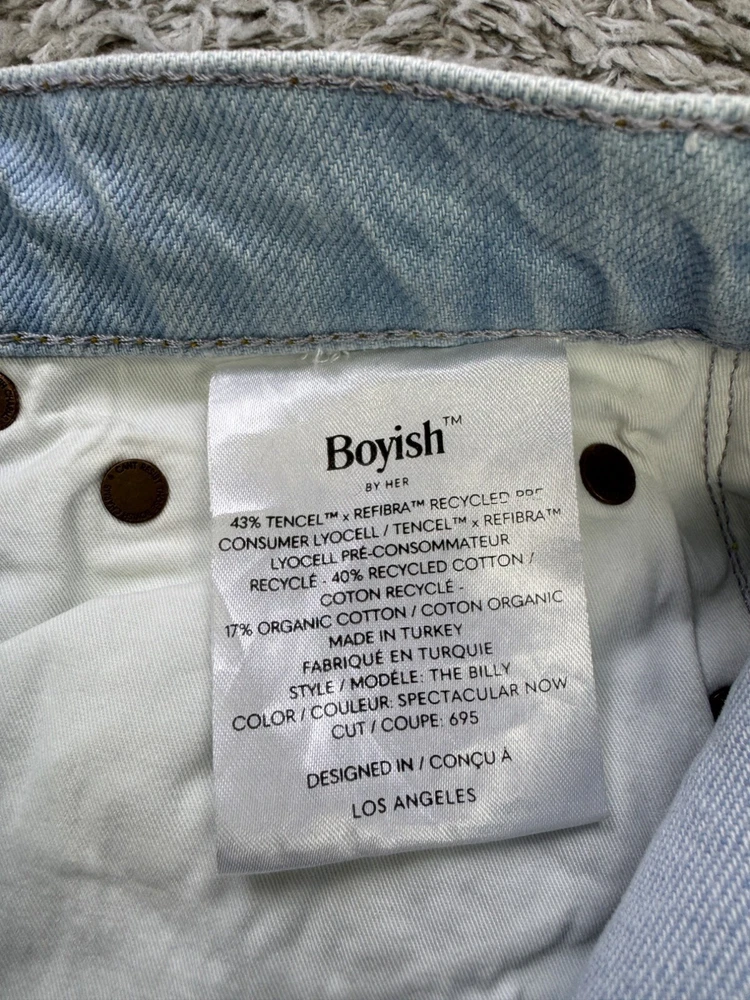 Boyish™
BY HER
43% TENCEL™ x REFIBRA™ RECYCLED PRE
CONSUMER LYOCELL / TENCEL™ x REFIBRA™
LYOCELL PRÉ-CONSOMMATEUR
RECYCLÉ - 40% RECYCLED COTTON /
COTON RECYCLÉ -
17% ORGANIC COTTON / COTON ORGANIC
MADE IN TURKEY
FABRIQUÉ EN TURQUIE
STYLE / MODÉLE: THE BILLY
COLOR / COULEUR: SPECTACULAR NOW
CUT / COUPE: 695
DESIGNED IN / CONÇU À
LOS ANGELES